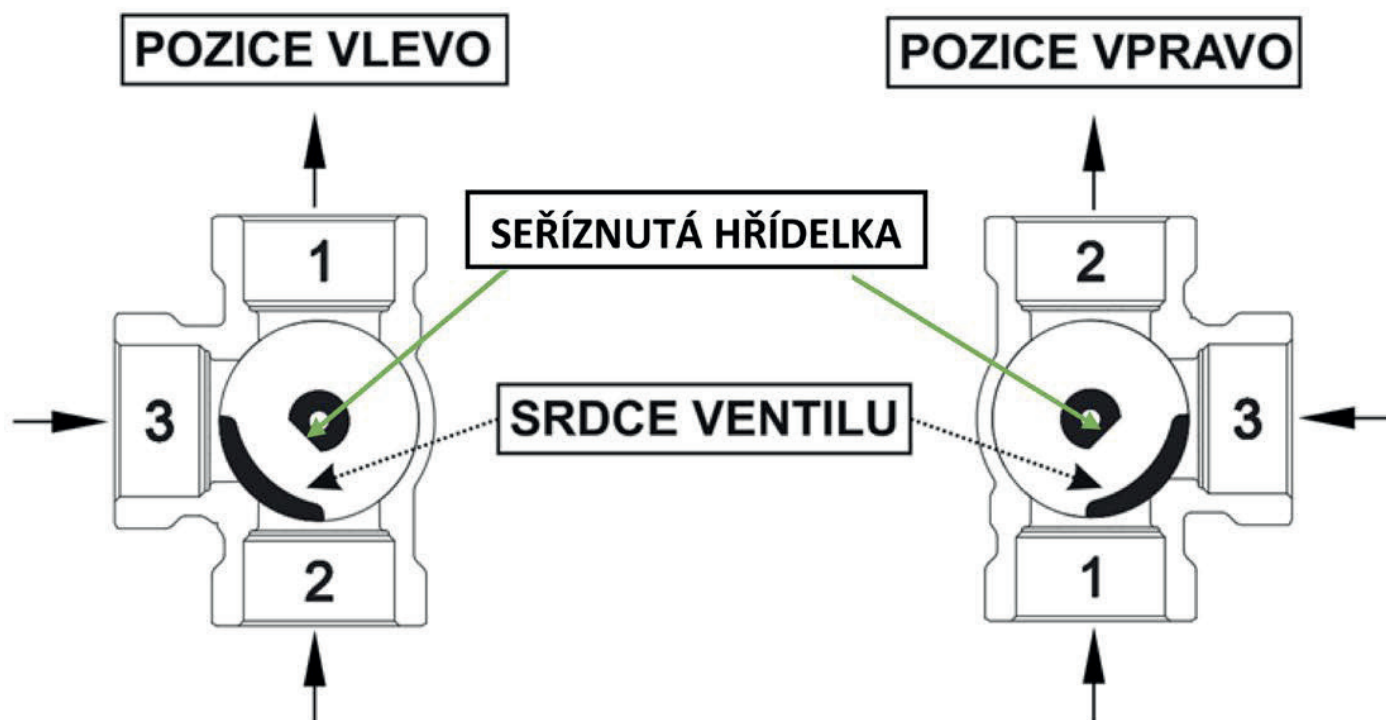 POZICE VLEVO
POZICE VPRAVO
SEŘÍZNUTÁ HŘÍDELKA
1
2
3
SRDCE VENTILU
3
2
1